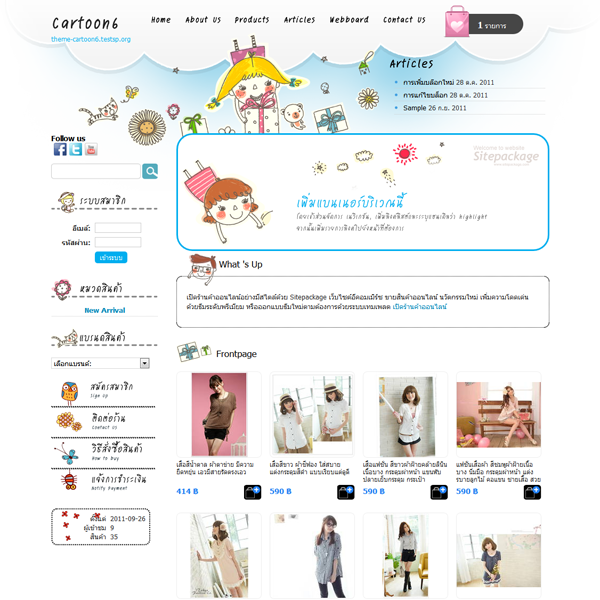 Cartoon6
theme-cartoon6.testsp.org
Home About Us Products Articles Webboard Contact Us
1 รายการ
Articles
การเพิ่มบล๊อกใหม่ 28 ต.ค. 2011
การแก้ไขบล็อก 28 ต.ค. 2011
Sample 26 ก.ย. 2011
Follow us
ระบบสมาชิก
อีเมล์:
รหัสผ่าน:
เข้าระบบ
หมวดสินค้า
New Arrival
แบรนด์สินค้า
เลือกแบรนด์:
สมัครสมาชิก
Sign up
ติดต่อร้าน
Contact us
วิธีสั่งซื้อสินค้า
How to buy
แจ้งการชำระเงิน
Notify payment
ตั้งแต่ 2011-09-26
ผู้เข้าชม 9
สินค้า 35
Welcome to website
Sitepackage
เพิ่มแบนเนอร์บริเวณนี้
What 's Up
เปิดร้านค้าออนไลน์อย่างมีสไตล์ด้วย Sitepackage เว็บไซต์อีคอมเมิร์ซ ขายสินค้าออนไลน์ นวัตกรรมใหม่ เพิ่มความโดดเด่น
ด้วยธีมระดับพรีเมียม หรือออกแบบธีมใหม่ตามต้องการด้วยระบบเทมเพลต เปิดร้านค้าออนไลน์
Frontpage
เสื้อสีน้ำตาล ผ้าตาข่าย มีความ
ยืดหยุ่น เอวมีสายรัดตรงเอว
414 B
เสื้อสีขาว ผ้าชีฟอง ใส่สบาย
แต่งกระดุมสีดำ แบบเรียบแต่ดูดี
590 B
เสื้อแฟชั่น สีขาวผ้าฝ้ายคล้ายลินิน
เนื้อบาง กระดุมผ่าหน้า แขนพับ
ปลายเย็บกระดุม กระเป๋า
590 B
แฟชั่นเสื้อผ้า สีชมพูผ้าฝ้ายเนื้อ
บาง นิ่มมือ กระดุมผ่าหน้า แต่ง
ระบายลูกไม้ คอแขน ชายเสื้อ สวย
590 B